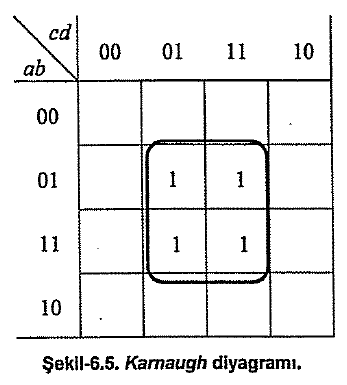 cd
ab
00 01 11 10
00
01 1 1
11 1 1
10
Şekil-6.5. Karnaugh diyagramı.